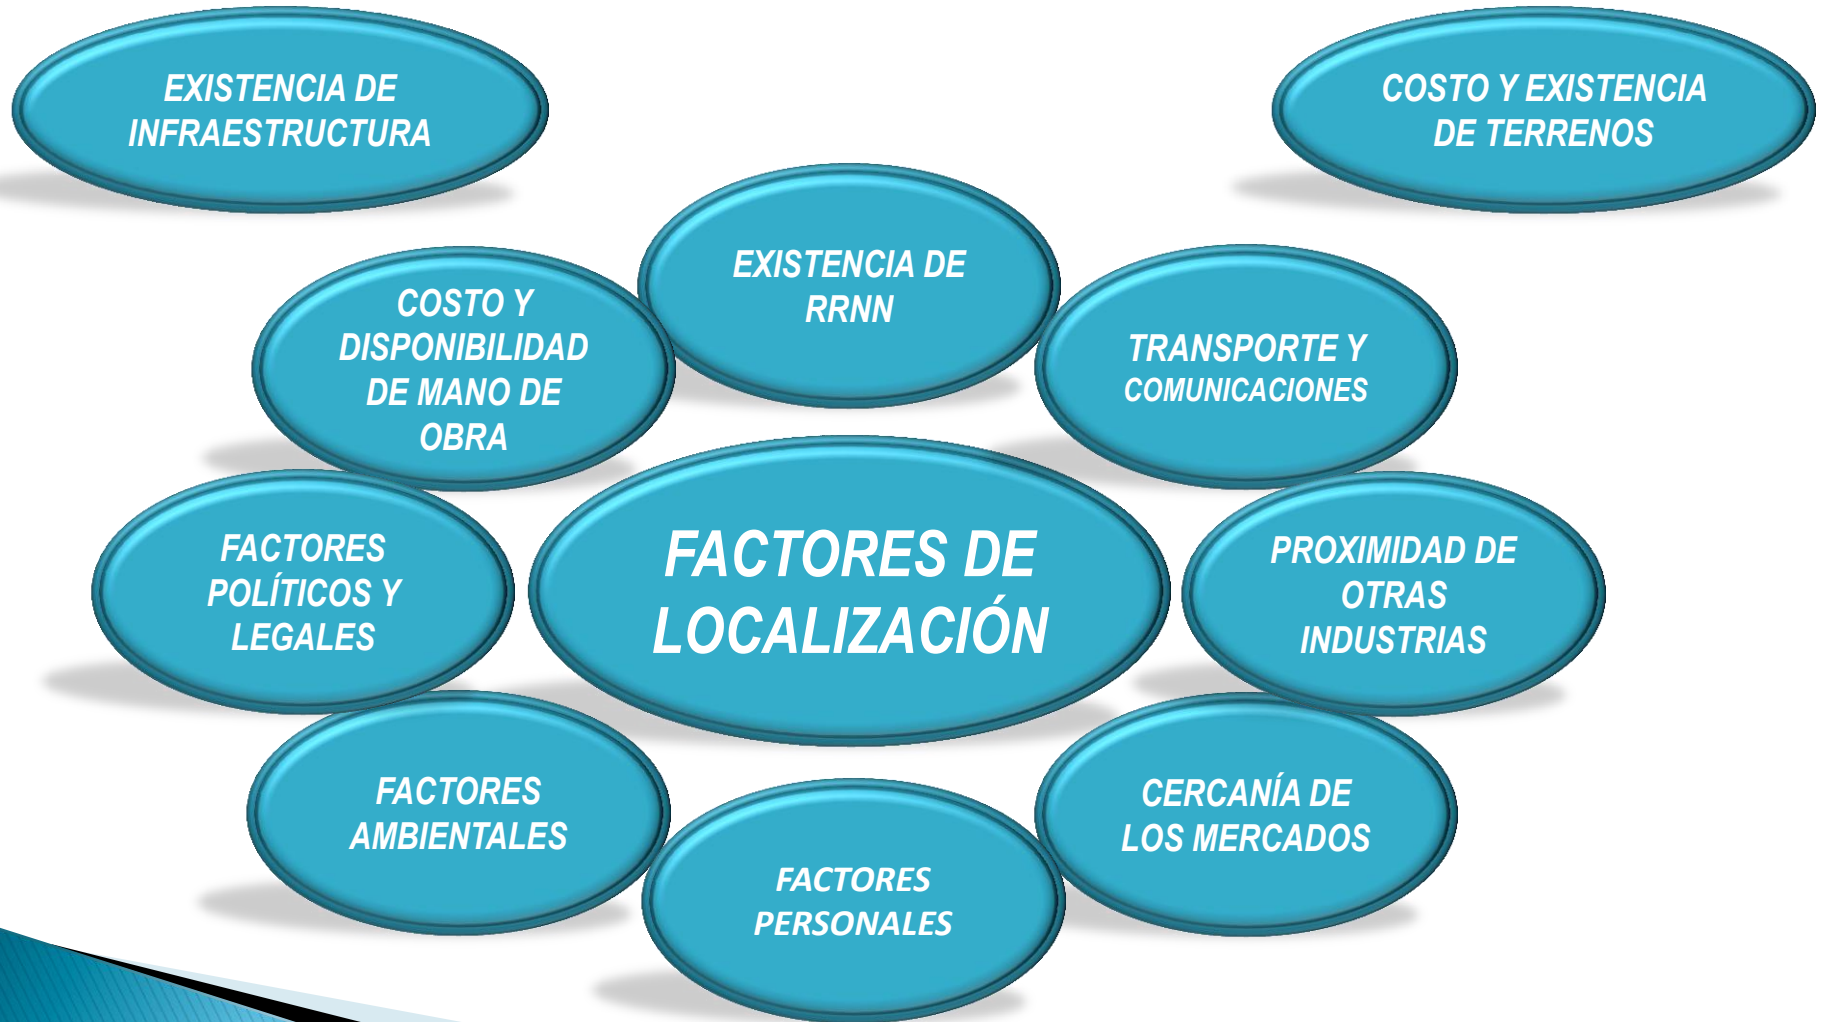 EXISTENCIA DE
INFRAESTRUCTURA
COSTO Y EXISTENCIA
DE TERRENOS
EXISTENCIA DE
RRNN
COSTO Y
DISPONIBILIDAD
DE MANO DE
OBRA
TRANSPORTE Y
COMUNICACIONES
FACTORES DE
LOCALIZACIÓN
FACTORES
POLÍTICOS Y
LEGALES
PROXIMIDAD DE
OTRAS
INDUSTRIAS
FACTORES
AMBIENTALES
CERCANÍA DE
LOS MERCADOS
FACTORES
PERSONALES